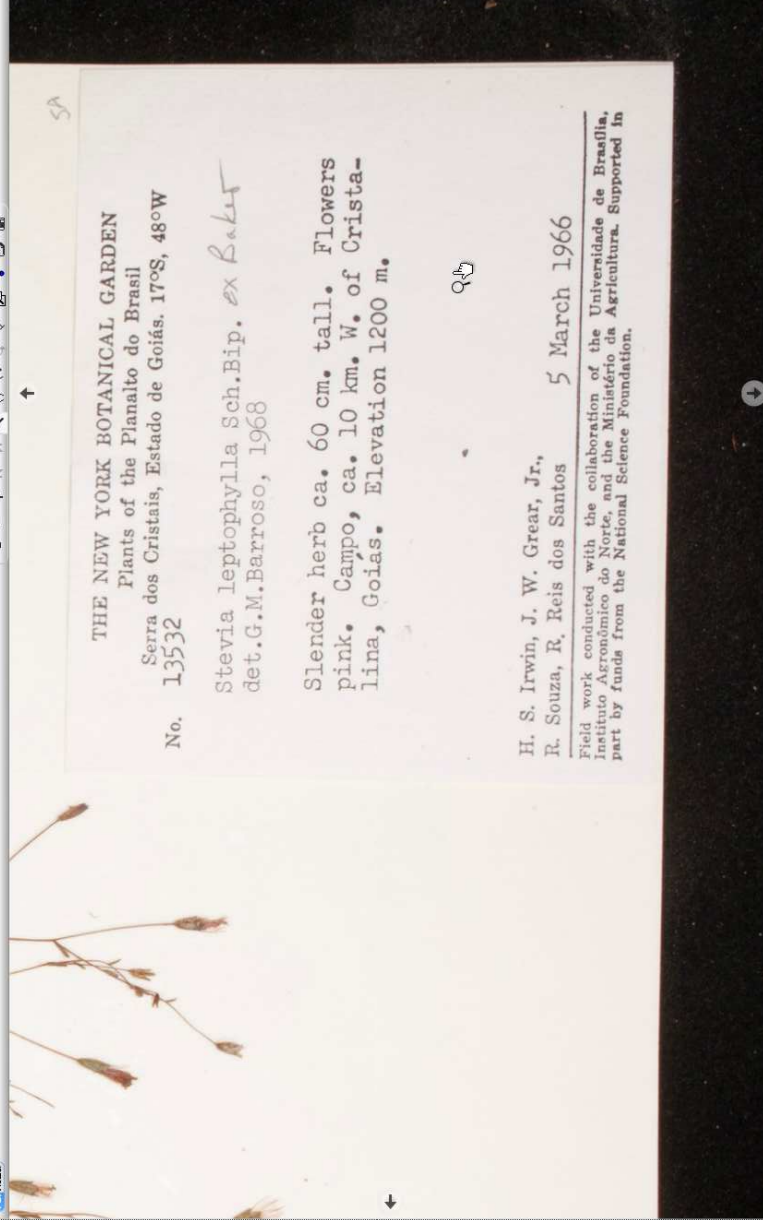 SA
THE NEW YORK BOTANICAL GARDEN
Plants of the Planalto do Brasil
Serra dos Cristais, Estado de Goiás. 17°S, 48°W
No. 13532
Stevia leptophylla Sch.Bip. ex Baker
det.G.M.Barroso, 1968
Slender herb ca. 60 cm. tall. Flowers
pink. Campo, ca. 10 km. W. of Crista-
lina, Goiás. Elevation 1200 m.
H. S. Irwin, J. W. Grear, Jr.,
R. Souza, R. Reis dos Santos 5 March 1966
Field work conducted with the collaboration of the Universidade de Brasília,
Instituto Agronômico do Norte, and the Ministério da Agricultura. Supported in
part by funds from the National Science Foundation.